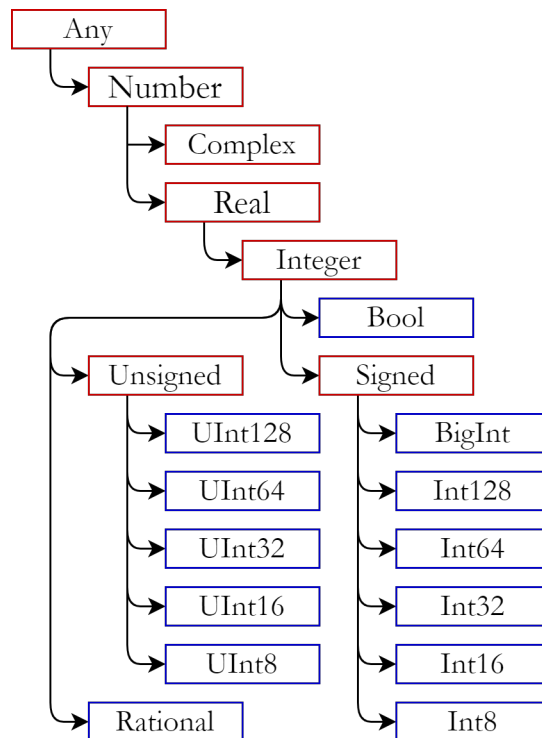 Any
Number
Complex
Real
Integer
Bool
Unsigned
Signed
UInt128
BigInt
UInt64
Int128
UInt32
Int64
UInt16
Int32
UInt8
Int16
Rational
Int8